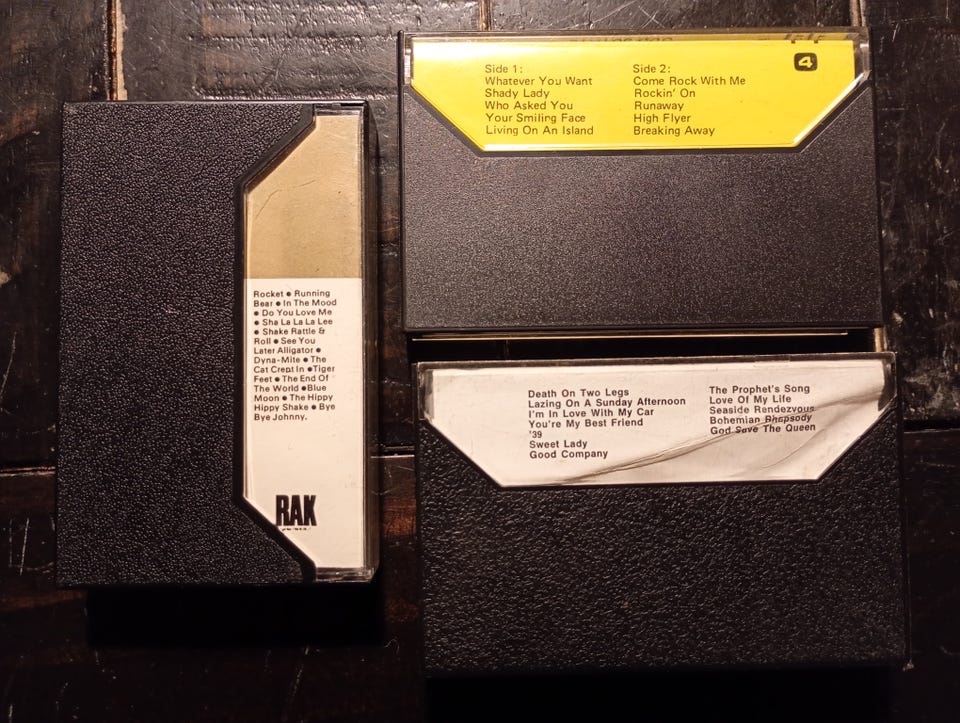 Rocket ● Running
Bear ● In The Mood
● Do You Love Me
● Sha La La La Lee
● Shake Rattle &
Roll ● See You
Later Alligator ●
Dyna-Mite ● The
Cat Crept In ● Tiger
Feet ● The End Of
The World ● Blue
Moon ● The Hippy
Hippy Shake ● Bye
Bye Johnny.
RAK
4
Side 1:
Whatever You Want
Shady Lady
Who Asked You
Your Smiling Face
Living On An Island
Side 2:
Come Rock With Me
Rockin' On
Runaway
High Flyer
Breaking Away
Death On Two Legs
Lazing On A Sunday Afternoon
I'm In Love With My Car
You're My Best Friend
'39
Sweet Lady
Good Company
The Prophet's Song
Love Of My Life
Seaside Rendezvous
Bohemian Rhapsody
God Save The Queen